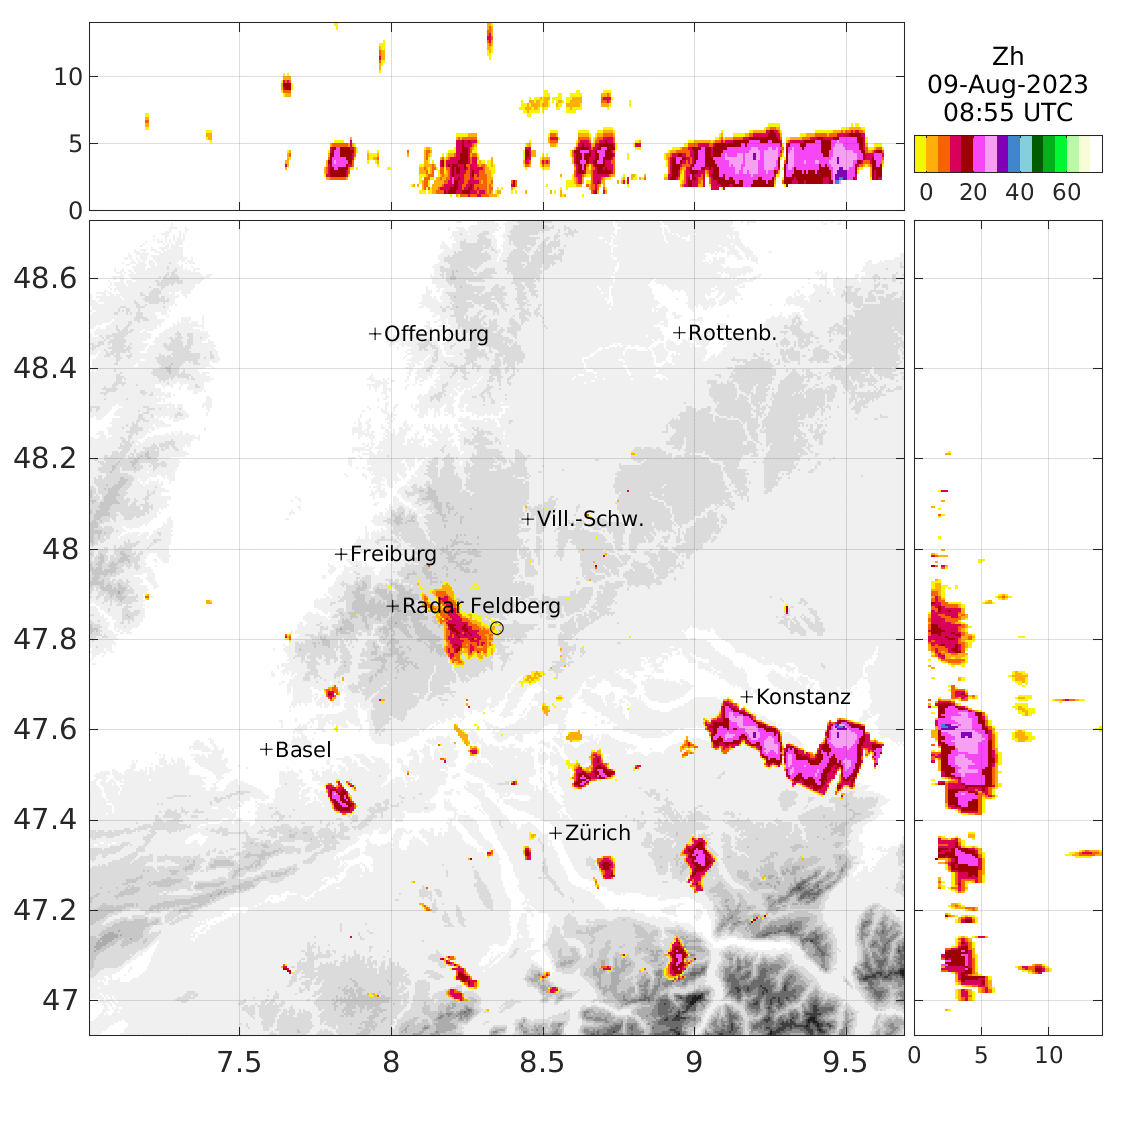 Zh
09-Aug-2023
08:55 UTC
0 20 40 60
10
5
0
48.6
48.4
48.2
48
47.8
47.6
47.4
47.2
47
+Offenburg
+Rottenb.
+Vill.-Schw.
+Freiburg
+Radar Feldberg
+Konstanz
+Basel
+Zürich
7.5 8 8.5 9 9.5
0 5 10